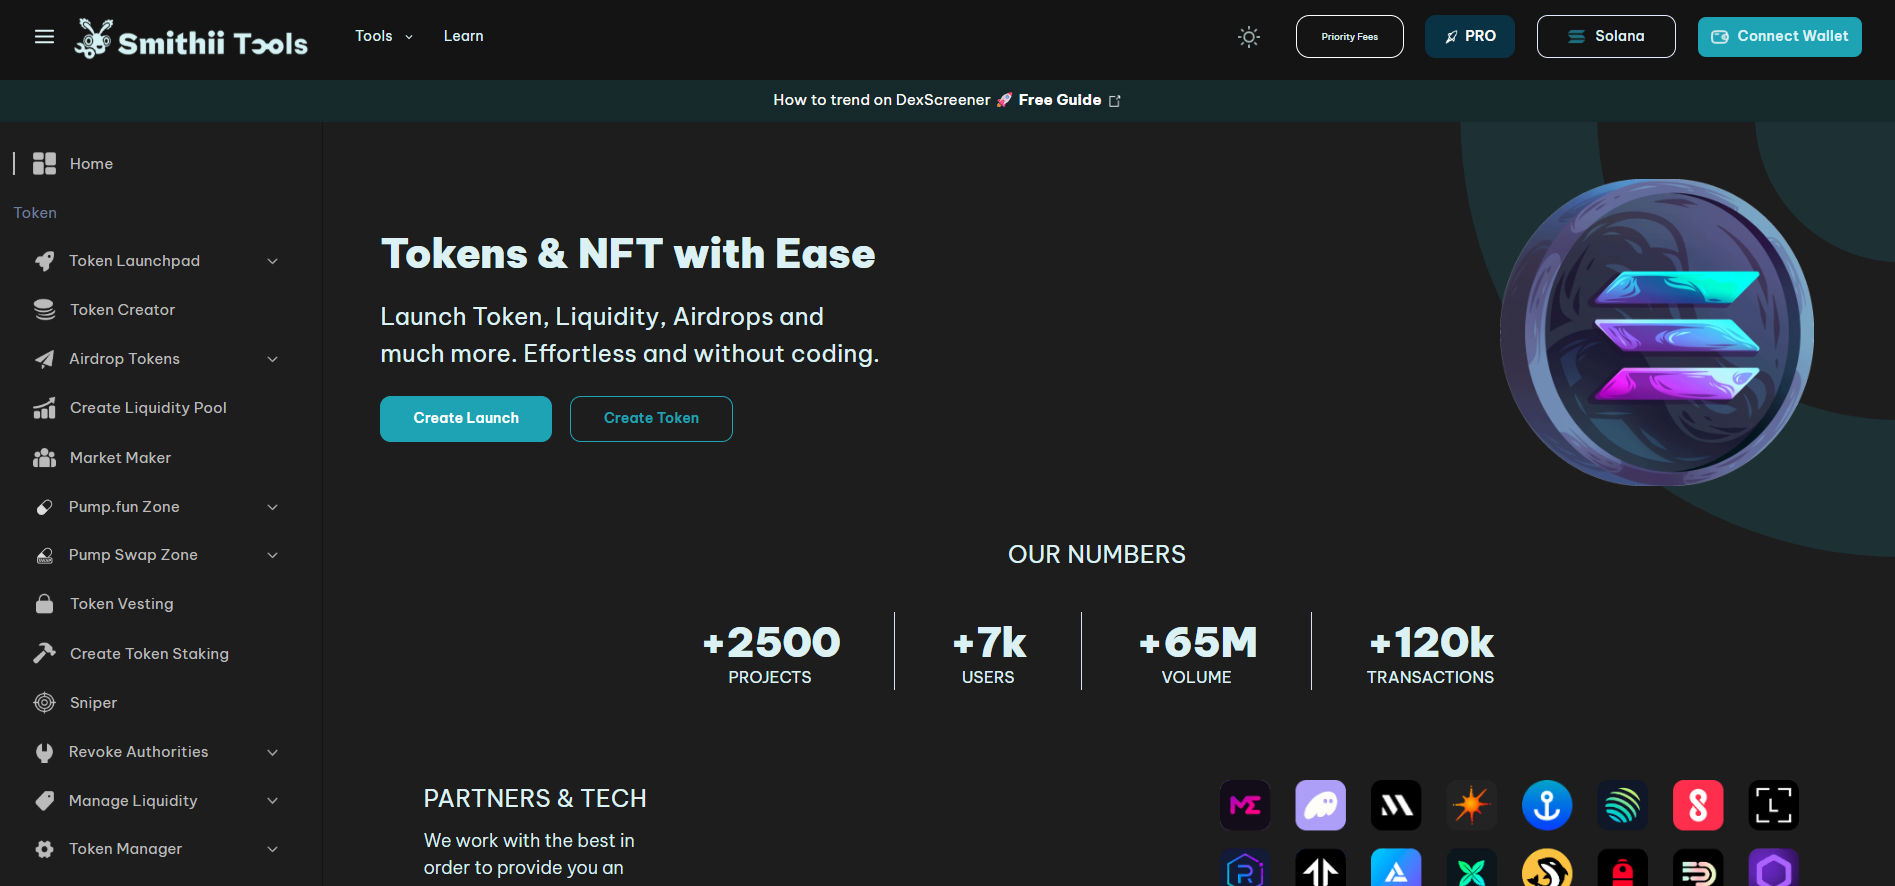 Smithii Tools
Tools
Learn
Priority Fees
PRO
Solana
Connect Wallet
How to trend on DexScreener 🚀 Free Guide
Home
Token
Token Launchpad
Token Creator
Airdrop Tokens
Create Liquidity Pool
Market Maker
Pump.fun Zone
Pump Swap Zone
Token Vesting
Create Token Staking
Sniper
Revoke Authorities
Manage Liquidity
Token Manager
Tokens & NFT with Ease
Launch Token, Liquidity, Airdrops and
much more. Effortless and without coding.
Create Launch
Create Token
OUR NUMBERS
+2500
PROJECTS
+7k
USERS
+65M
VOLUME
+120k
TRANSACTIONS
PARTNERS & TECH
We work with the best in
order to provide you an
ME
L